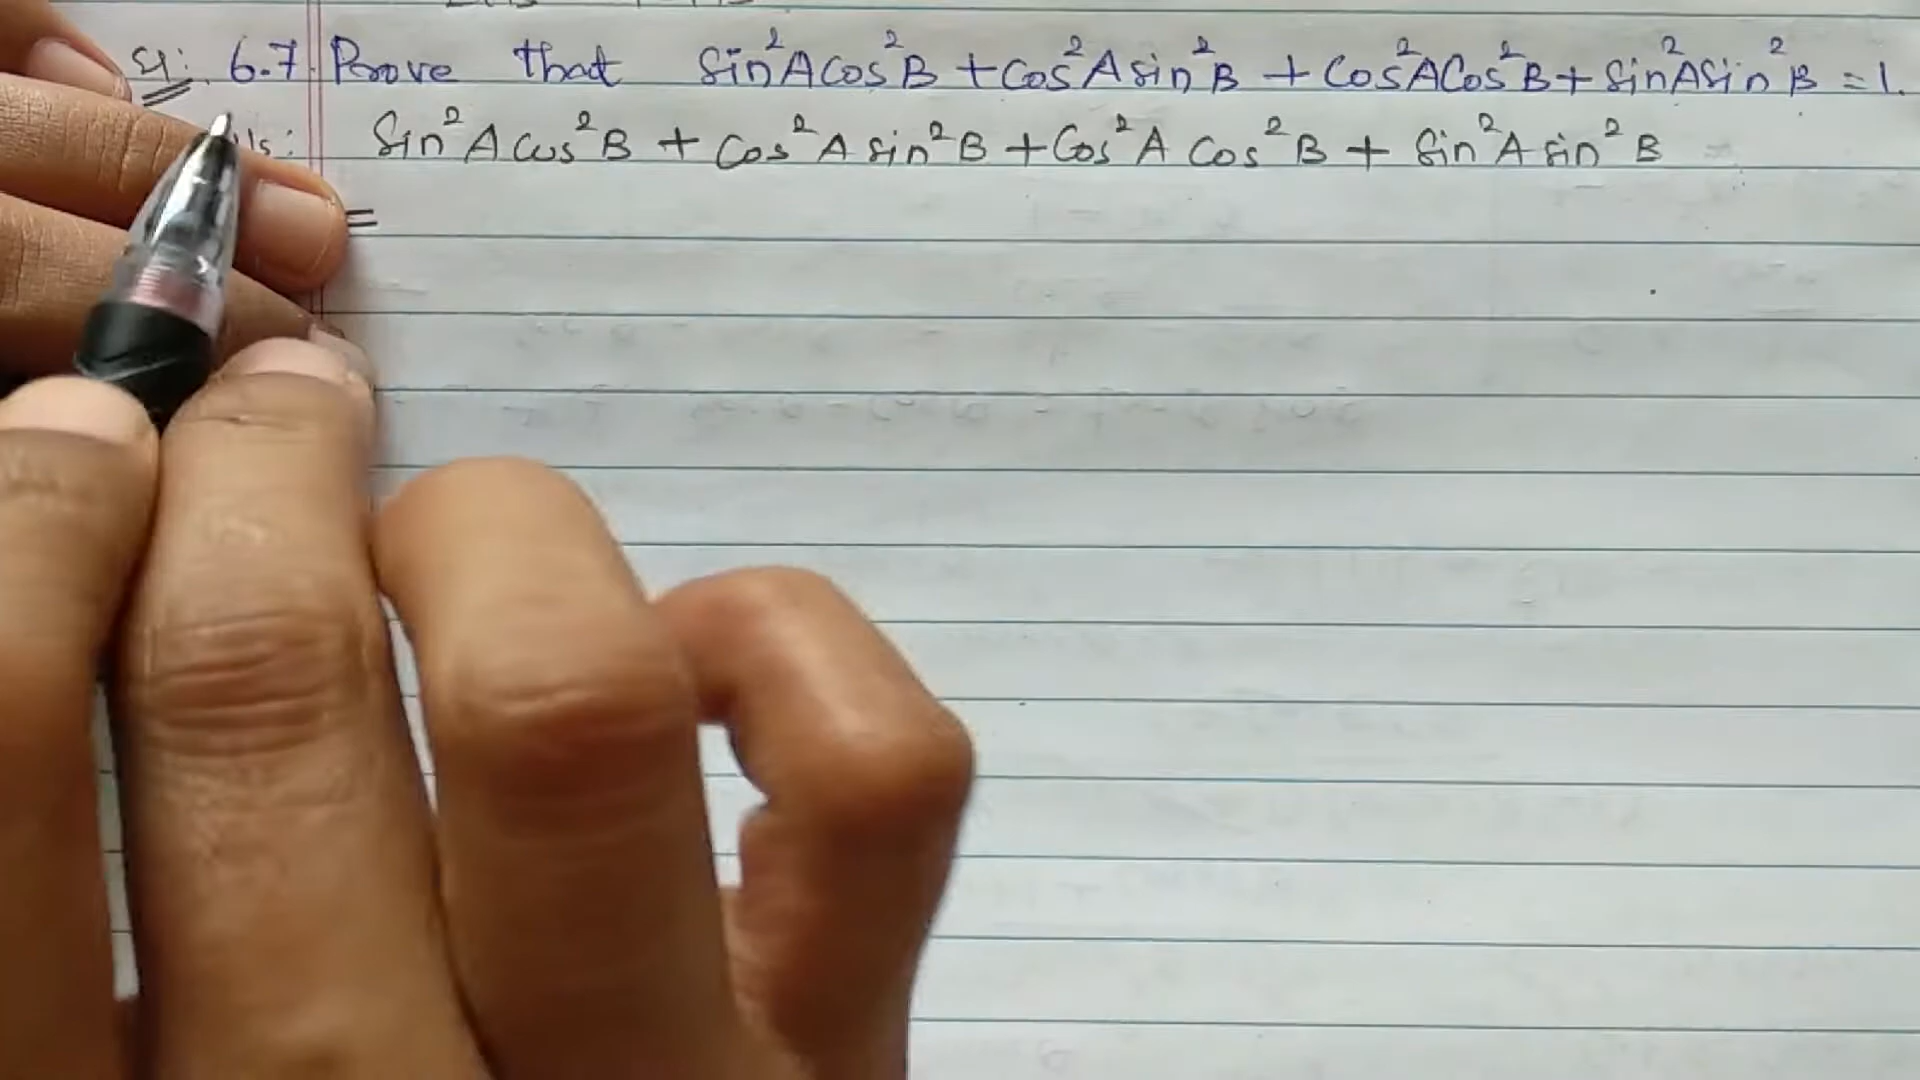 6.7 Prove that Sin²A cos²B + cos²A sin²B + cos²A cos²B + sin²A sin²B = 1.
Sin²A cos²B + cos²A sin²B + cos²A cos²B + Sin²A sin²B
=